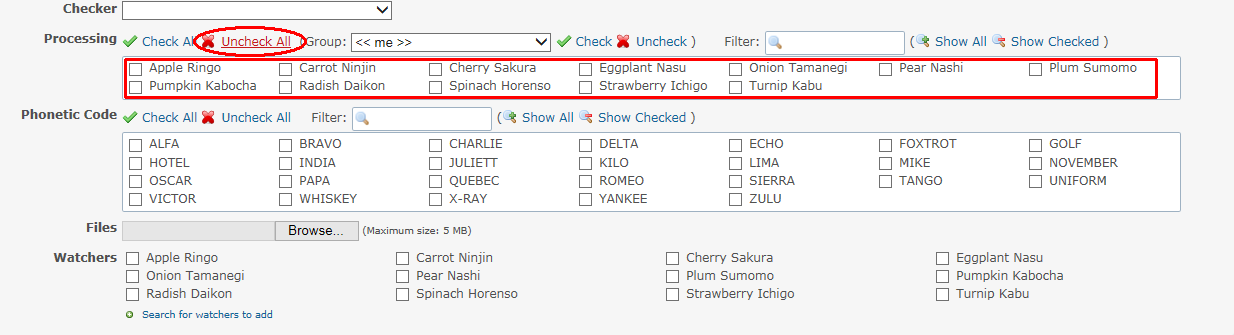 Checker
Processing Check All Uncheck All (Group: << me >> Check Uncheck ) Filter: ( Show All Show Checked )
Apple Ringo Carrot Ninjin Cherry Sakura Eggplant Nasu Onion Tamanegi Pear Nashi Plum Sumomo
Pumpkin Kabocha Radish Daikon Spinach Horenso Strawberry Ichigo Turnip Kabu
Phonetic Code Check All Uncheck All Filter: ( Show All Show Checked )
ALFA BRAVO CHARLIE DELTA ECHO FOXTROT GOLF
HOTEL INDIA JULIETT KILO LIMA MIKE NOVEMBER
OSCAR PAPA QUEBEC ROMEO SIERRA TANGO UNIFORM
VICTOR WHISKEY X-RAY YANKEE ZULU
Files Browse... (Maximum size: 5 MB)
Watchers Apple Ringo Carrot Ninjin Cherry Sakura Eggplant Nasu
Onion Tamanegi Pear Nashi Plum Sumomo Pumpkin Kabocha
Radish Daikon Spinach Horenso Strawberry Ichigo Turnip Kabu
Search for watchers to add